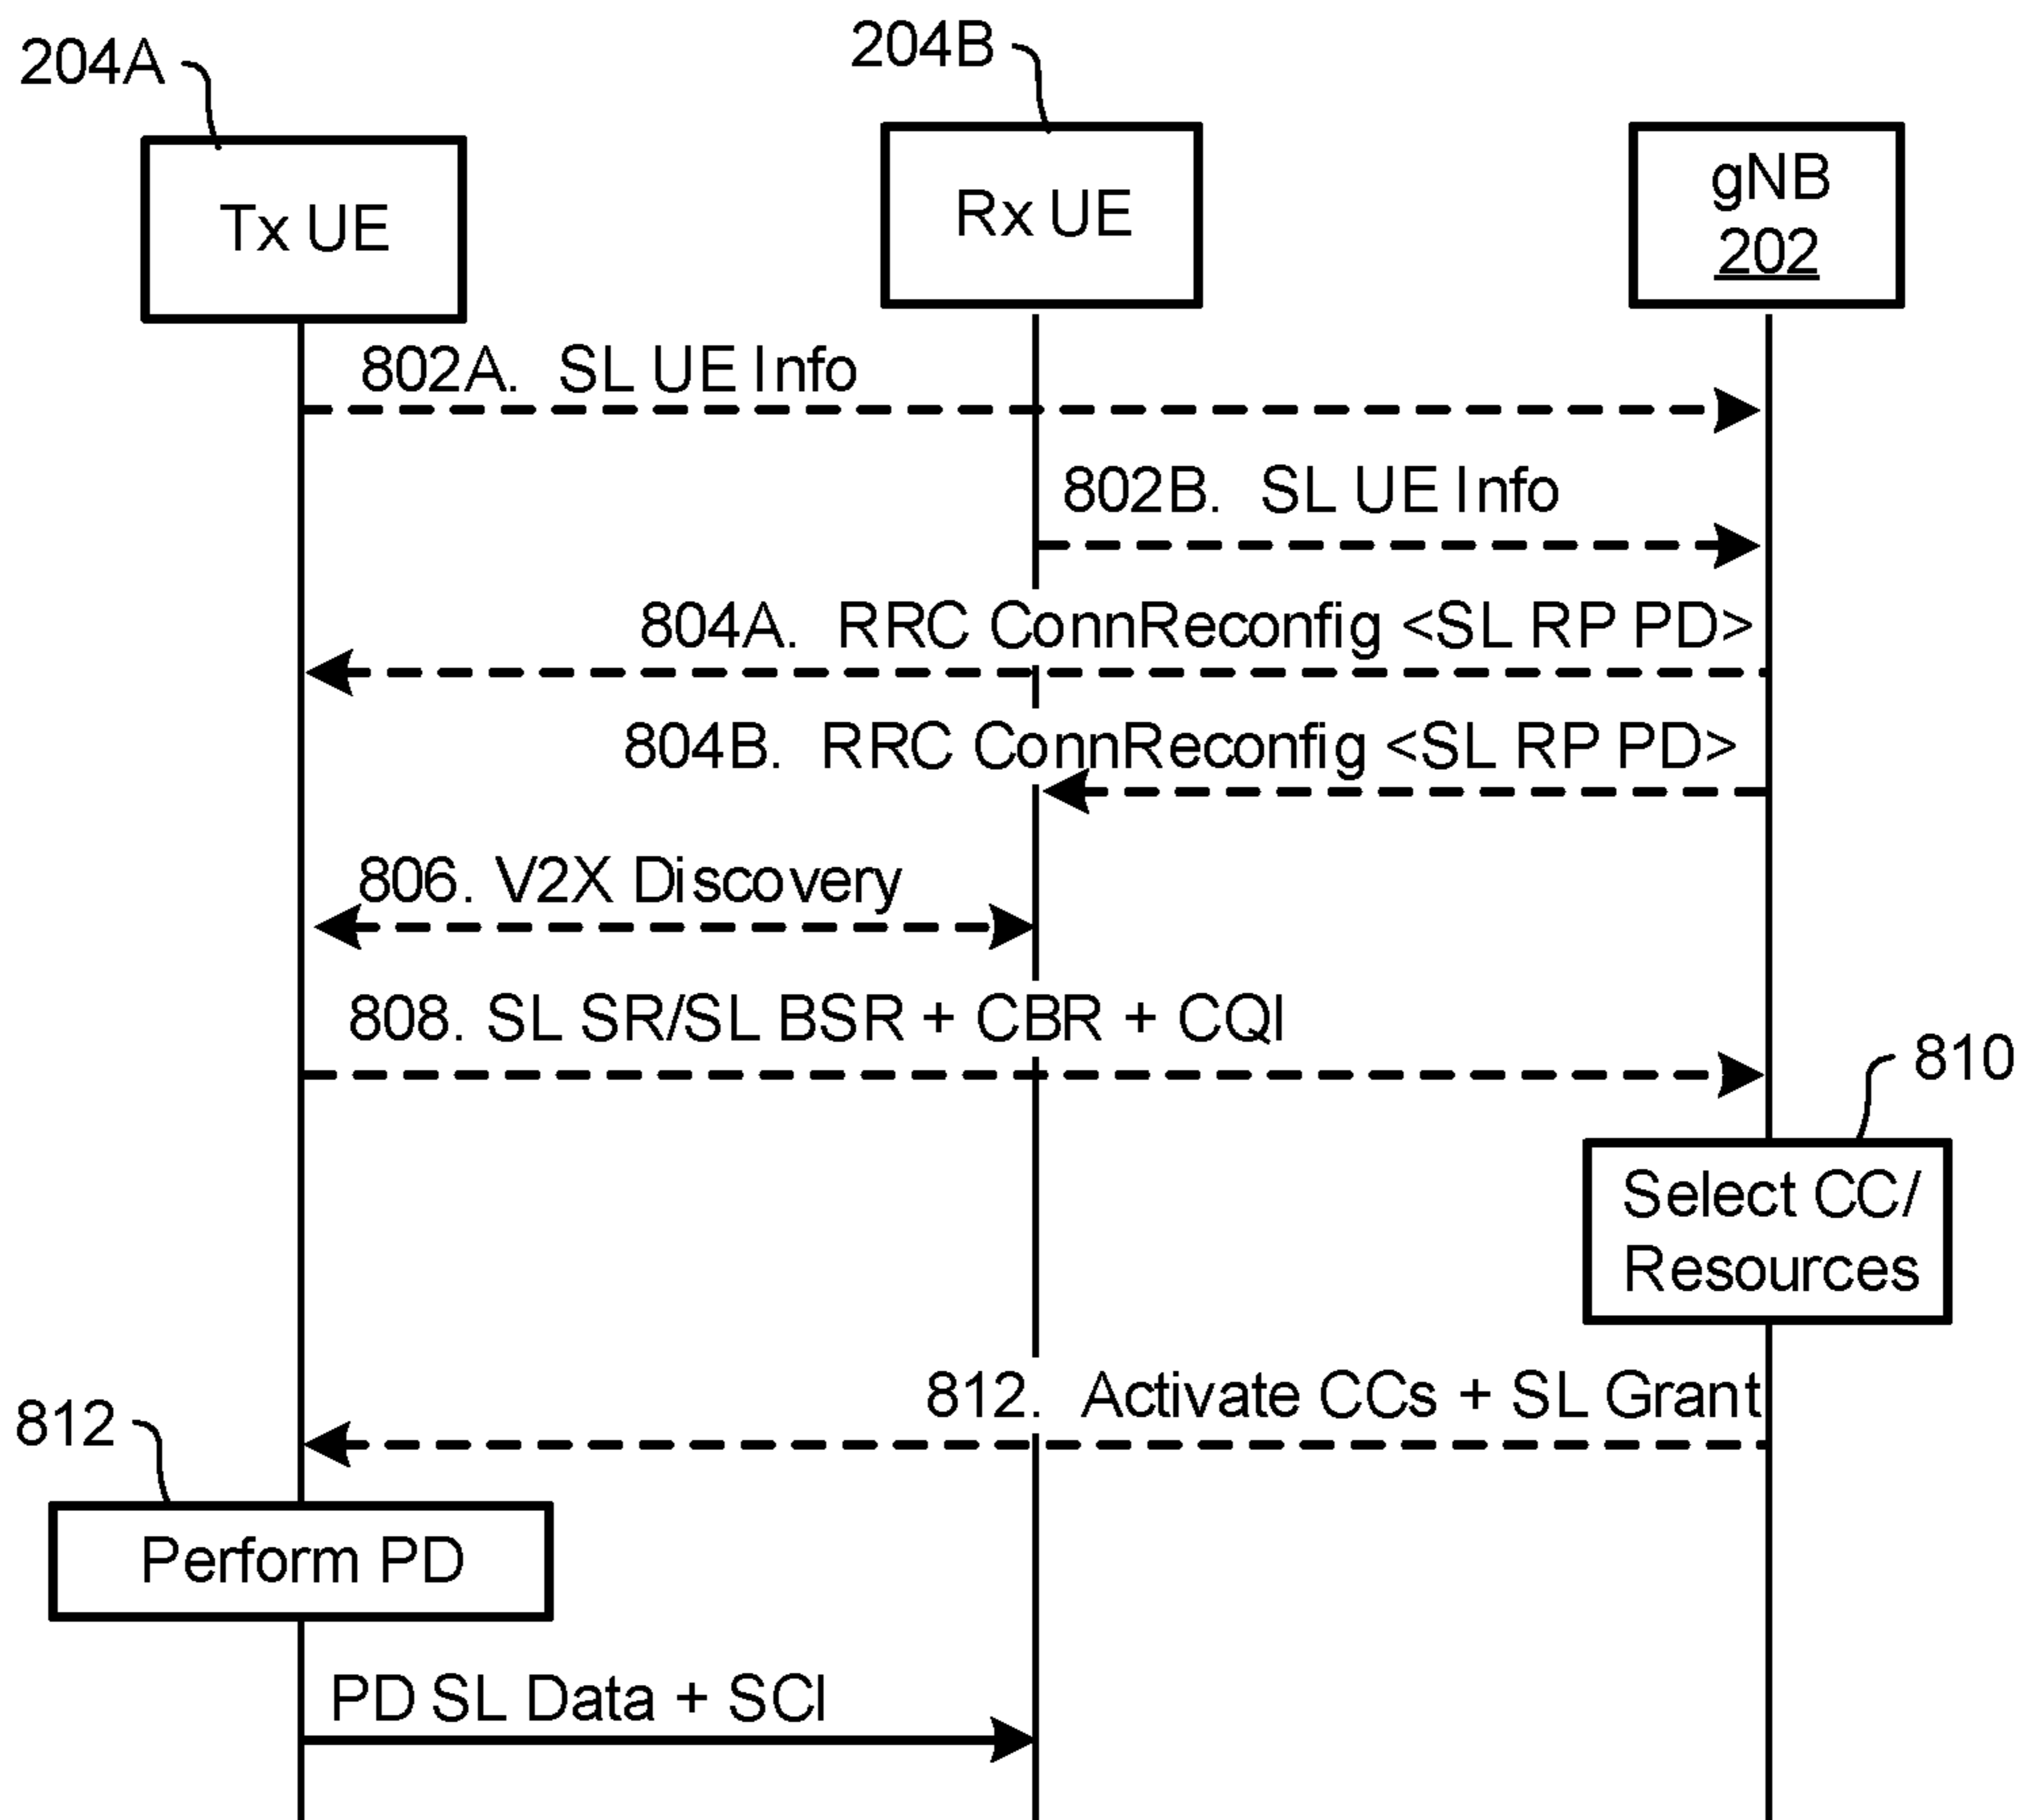 204A
204B
Tx UE
Rx UE
gNB
202
802A. SL UE Info
802B. SL UE Info
804A. RRC ConnReconfig <SL RP PD>
804B. RRC ConnReconfig <SL RP PD>
806. V2X Discovery
808. SL SR/SL BSR + CBR + CQI
810
Select CC/
Resources
812. Activate CCs + SL Grant
812
Perform PD
PD SL Data + SCI